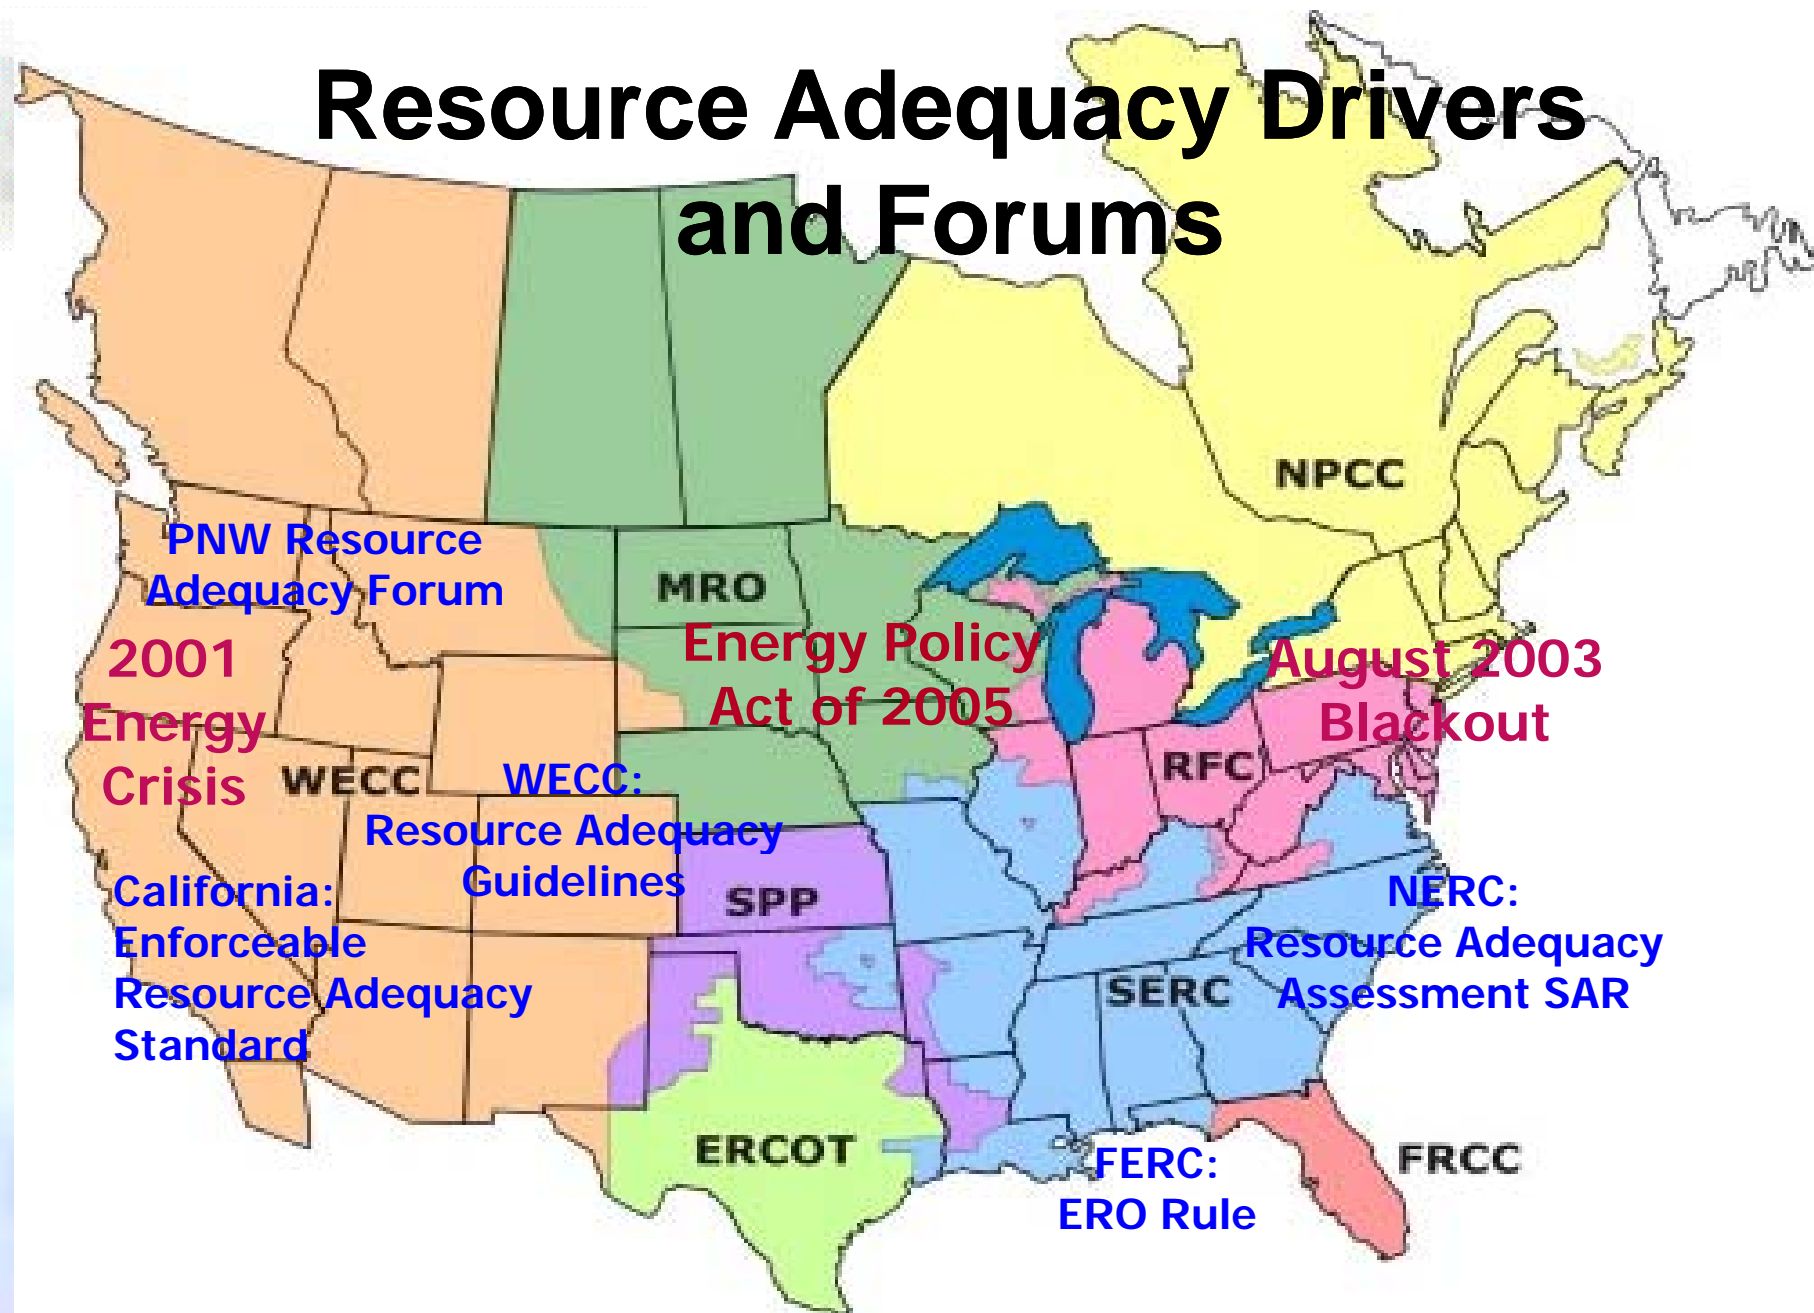 Resource Adequacy Drivers
and Forums
NPCC
PNW Resource
Adequacy Forum
MRO
2001
Energy
Crisis
Energy Policy
Act of 2005
August 2003
Blackout
WECC
WECC:
Resource Adequacy
Guidelines
RFC
California:
Enforceable
Resource Adequacy
Standard
SPP
NERC:
Resource Adequacy
Assessment SAR
SERC
ERCOT
FERC:
ERO Rule
FRCC